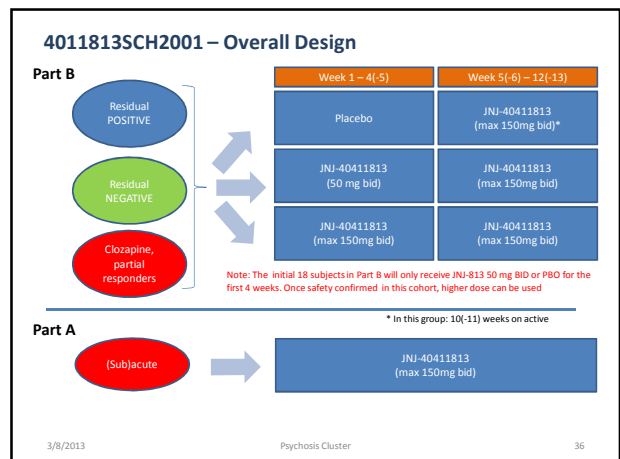 4011813SCH2001 – Overall Design
Part B
Week 1 – 4(-5)
Week 5(-6) – 12(-13)
Residual
POSITIVE
Placebo
JNJ-40411813
(max 150mg bid)*
Residual
NEGATIVE
JNJ-40411813
(50 mg bid)
JNJ-40411813
(max 150mg bid)
Clozapine,
partial
responders
JNJ-40411813
(max 150mg bid)
JNJ-40411813
(max 150mg bid)
Note: The initial 18 subjects in Part B will only receive JNJ-813 50 mg BID or PBO for the
first 4 weeks. Once safety confirmed in this cohort, higher dose can be used
* In this group: 10(-11) weeks on active
Part A
(Sub)acute
JNJ-40411813
(max 150mg bid)
3/8/2013
Psychosis Cluster
36